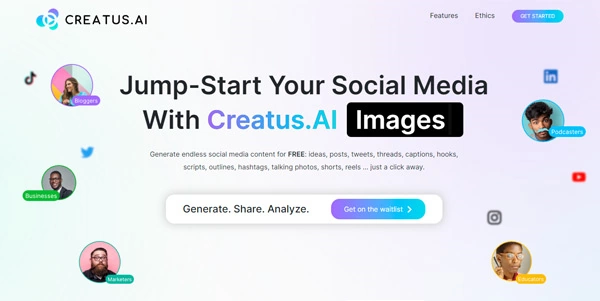 CREATUS.AI
Features
Ethics
GET STARTED
Jump-Start Your Social Media
With Creatus.AI Images
Generate endless social media content for FREE: ideas, posts, tweets, threads, captions, hooks,
scripts, outlines, hashtags, talking photos, shorts, reels ... just a click away.
Generate. Share. Analyze.
Get on the waitlist
Bloggers
Podcasters
Businesses
Marketers
Educators